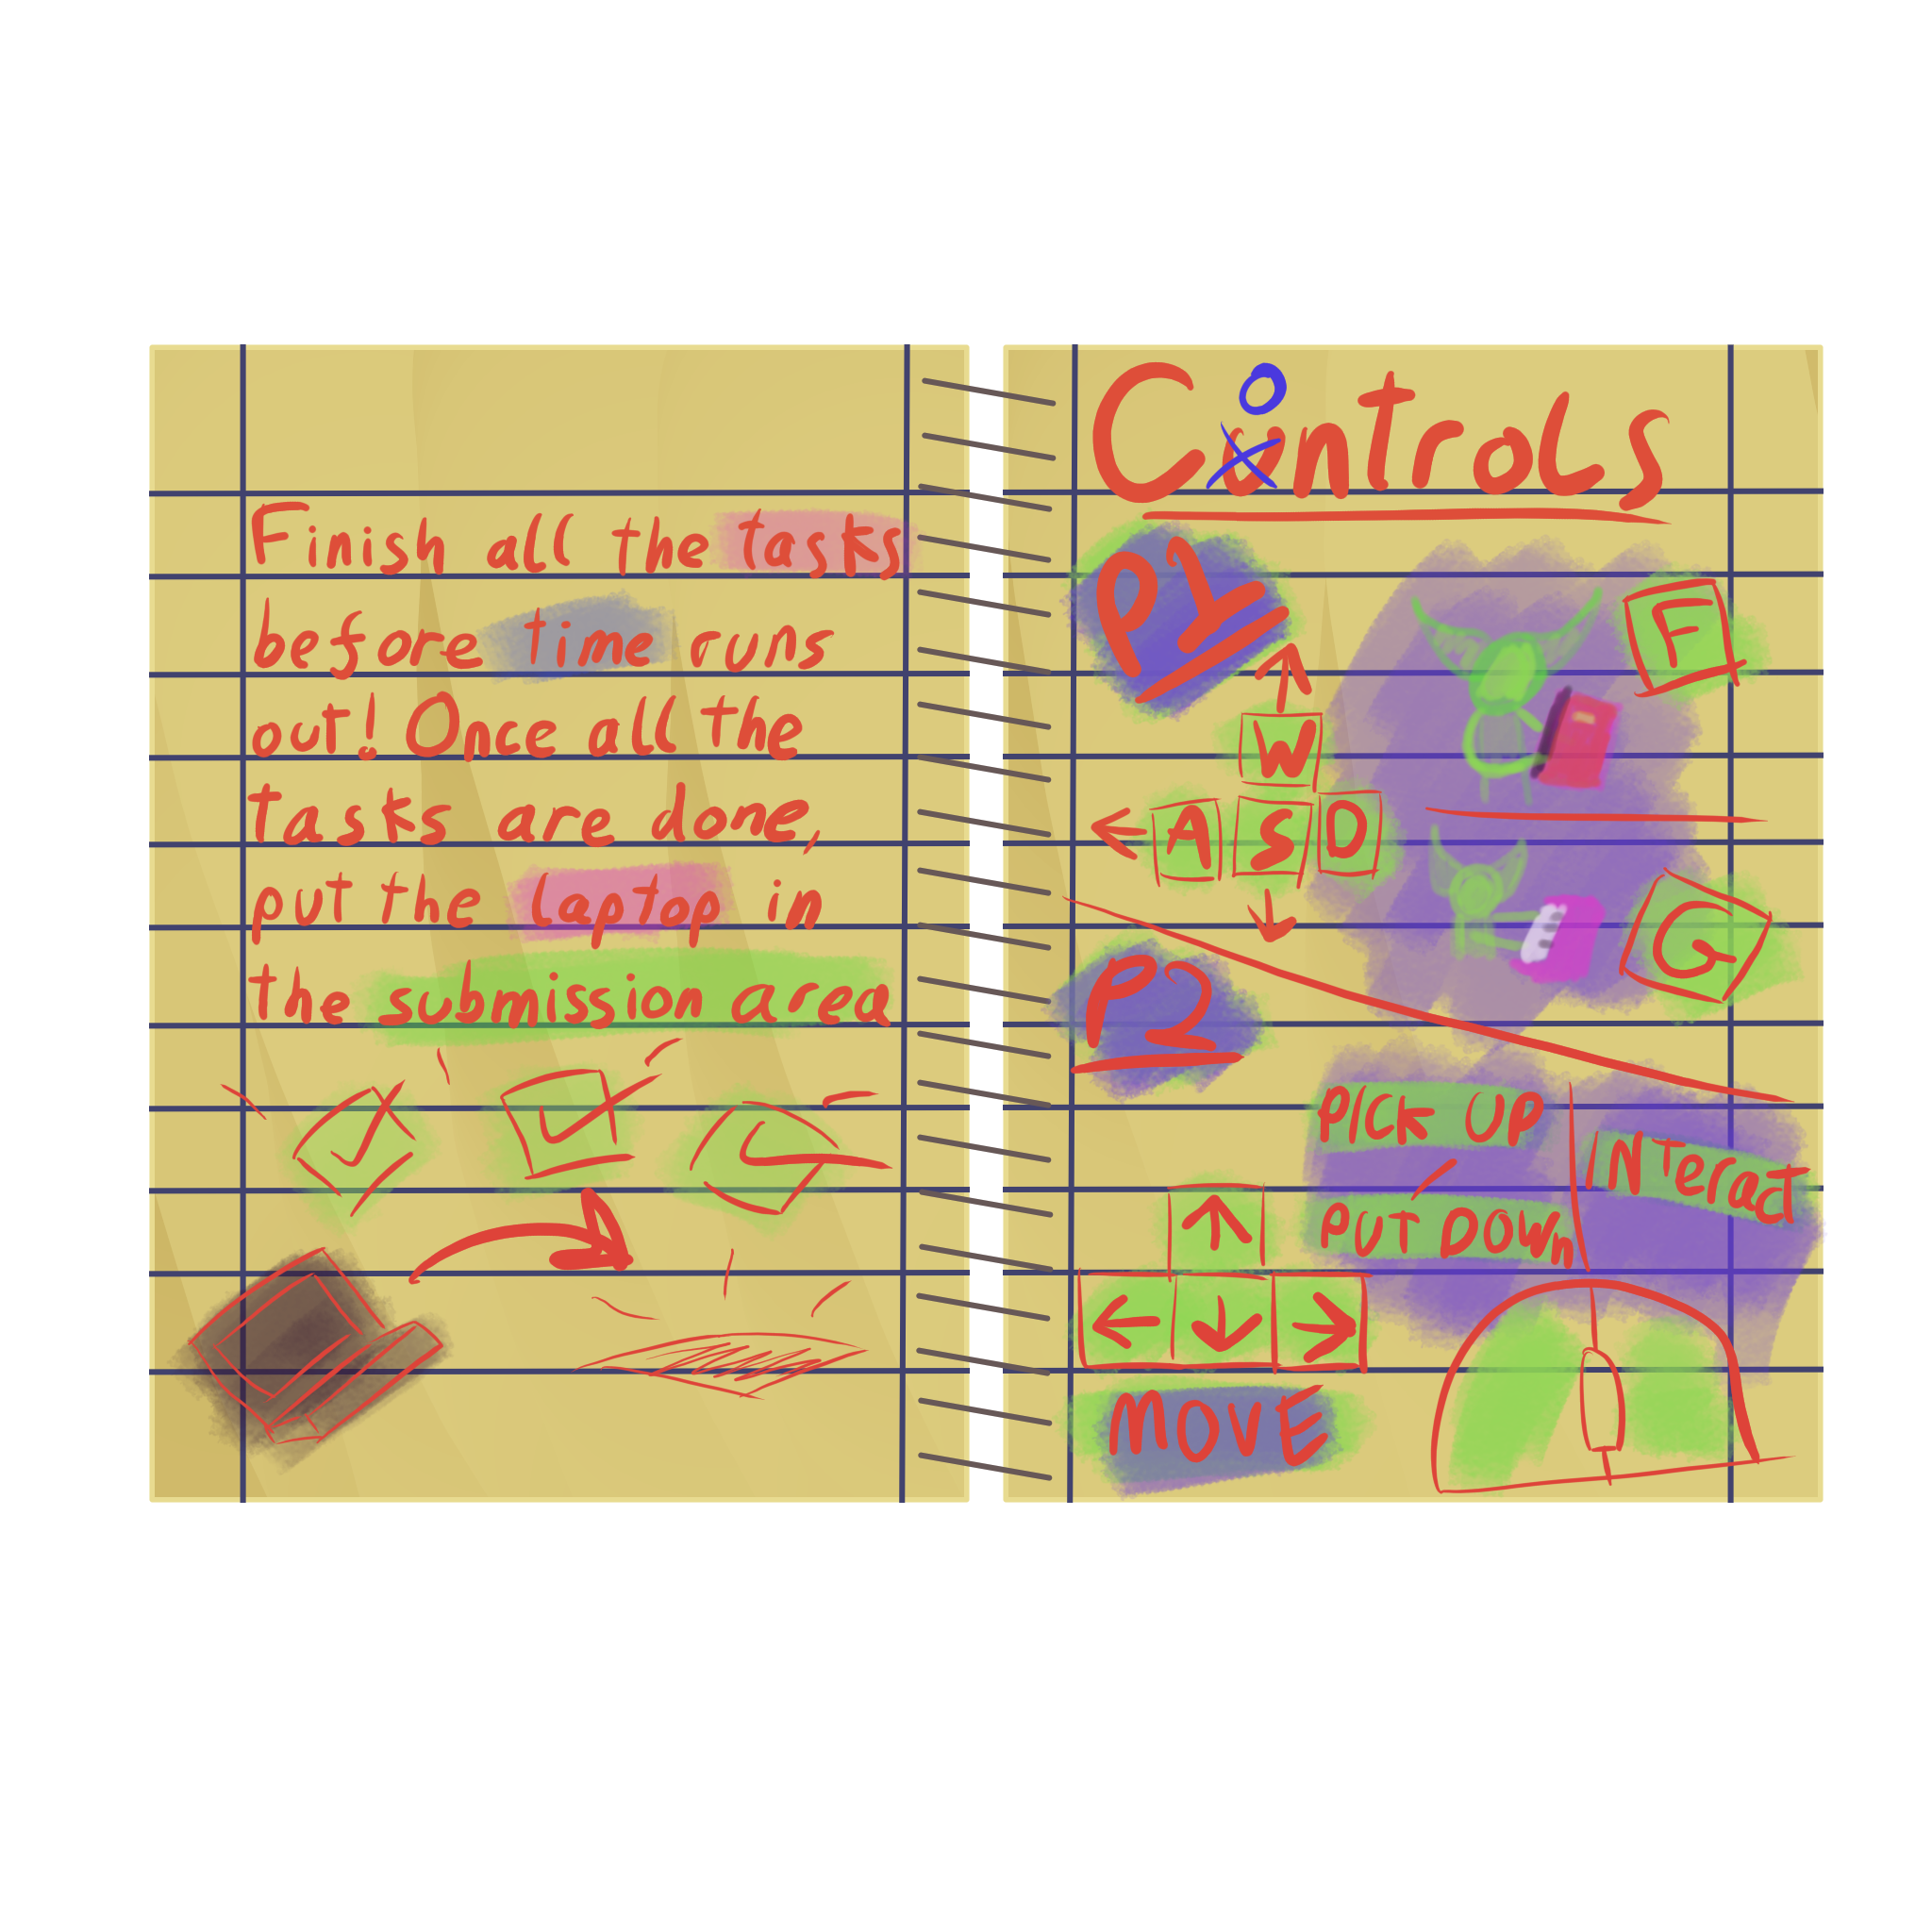 Finish all the tasks
before time runs
out! Once all the
tasks are done,
put the laptop in
the submission area
Controls
P1
F
W
A S D
G
P2
PICK UP
/
PUT DOWn
INTeract
↑
← ↓ →
MOVE